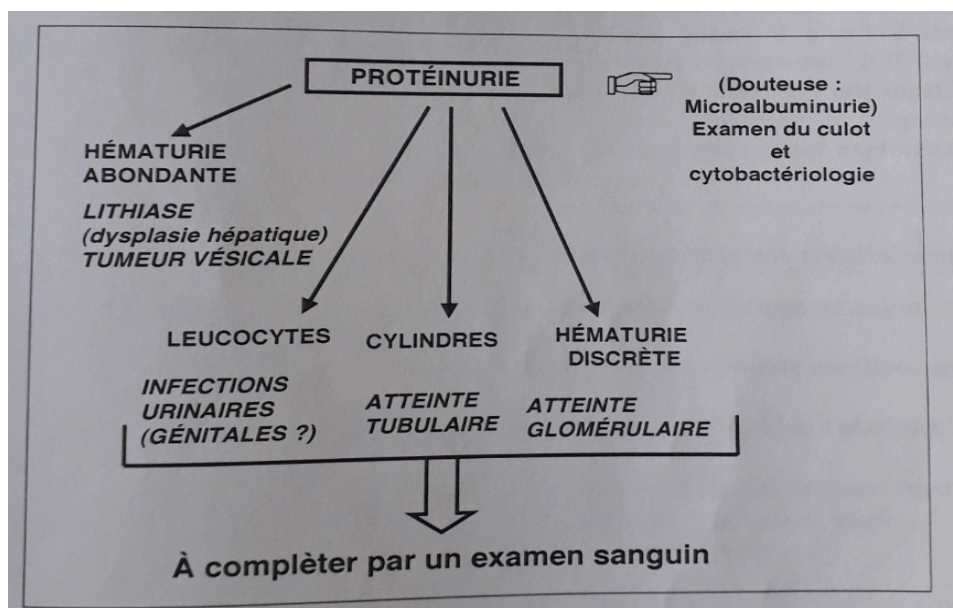 PROTÉINURIE
(Douteuse :
Microalbuminurie)
Examen du culot
et
cytobactériologie
HÉMATURIE
ABONDANTE
LITHIASE
(dysplasie hépatique)
TUMEUR VÉSICALE
LEUCOCYTES
INFECTIONS
URINAIRES
(GÉNITALES ?)
CYLINDRES
ATTEINTE
TUBULAIRE
HÉMATURIE
DISCRÈTE
ATTEINTE
GLOMÉRULAIRE
À complèter par un examen sanguin